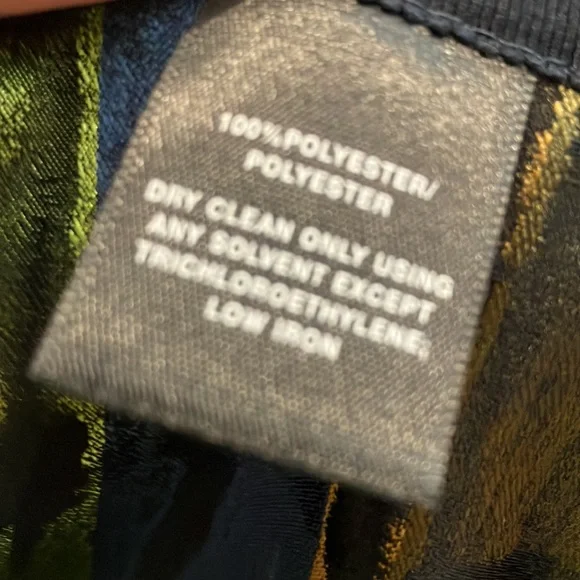 100%POLYESTER/
POLYESTER
DRY CLEAN ONLY USING
ANY SOLVENT EXCEPT
TRICHLOROETHYLENE,
LOW IRON